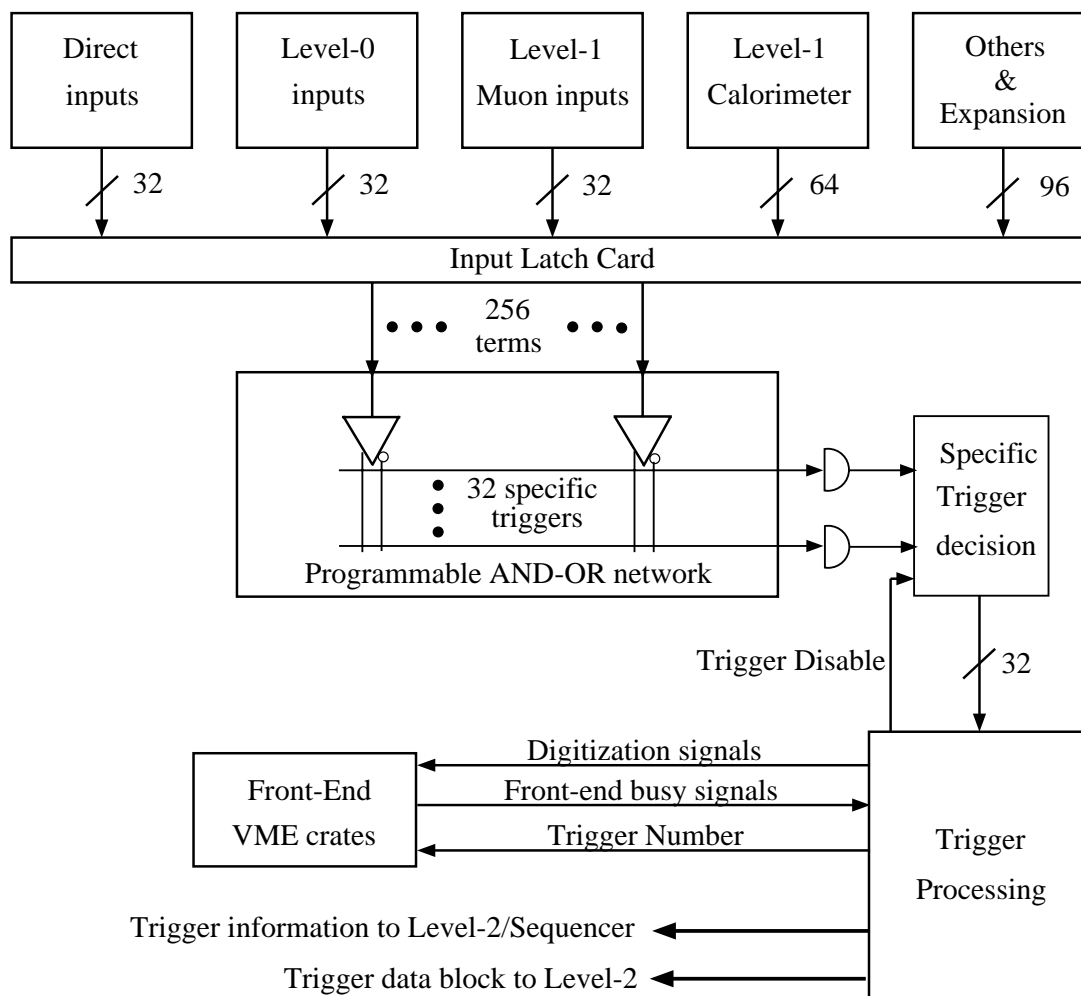 Direct
inputs
Level-0
inputs
Level-1
Muon inputs
Level-1
Calorimeter
Others
&
Expansion
32
32
32
64
96
Input Latch Card
256
terms
32 specific
triggers
Programmable AND-OR network
Specific
Trigger
decision
Trigger Disable
32
Digitization signals
Front-end busy signals
Trigger Number
Front-End
VME crates
Trigger
Processing
Trigger information to Level-2/Sequencer
Trigger data block to Level-2